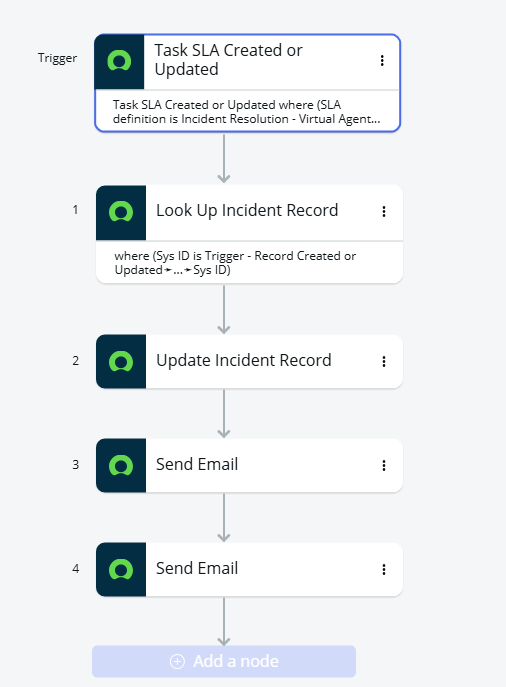 Trigger
Task SLA Created or
Updated
Task SLA Created or Updated where (SLA
definition is Incident Resolution - Virtual Agent...
1
Look Up Incident Record
where (Sys ID is Trigger - Record Created or
Updated➛...➛Sys ID)
2
Update Incident Record
3
Send Email
4
Send Email
Add a node